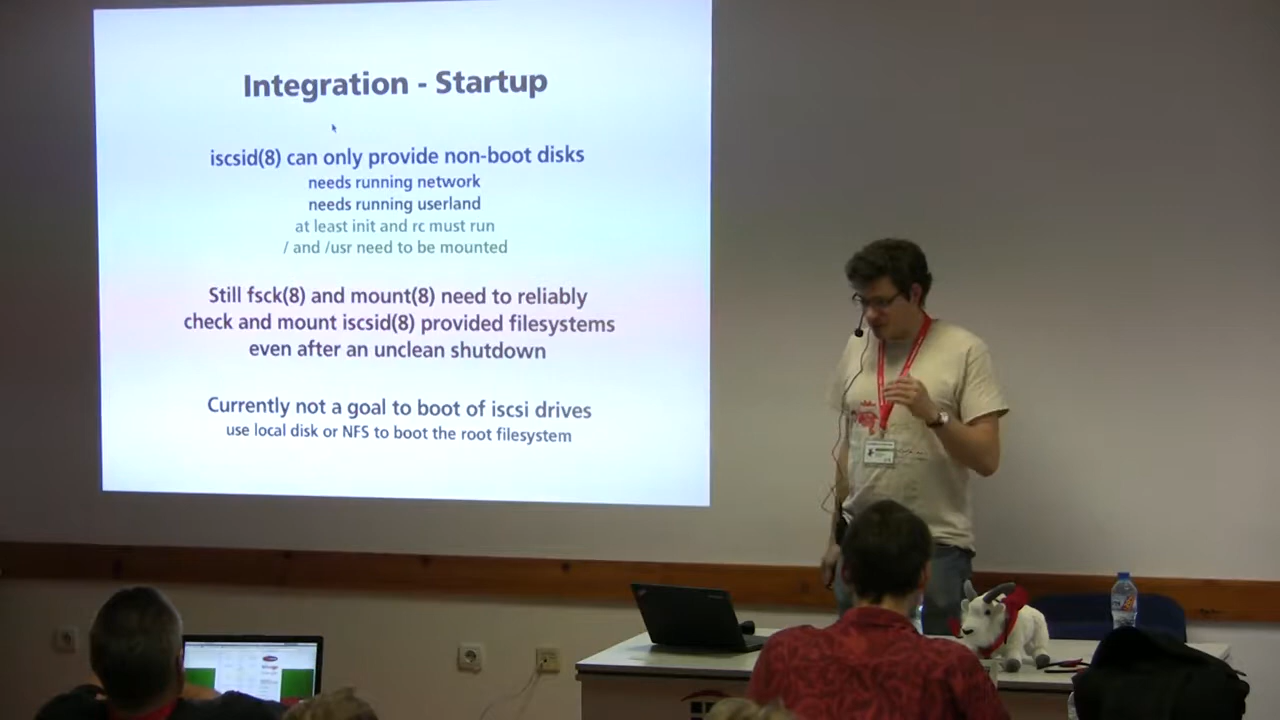 Integration - Startup
iscsid(8) can only provide non-boot disks
needs running network
needs running userland
at least init and rc must run
/ and /usr need to be mounted
Still fsck(8) and mount(8) need to reliably
check and mount iscsid(8) provided filesystems
even after an unclean shutdown
Currently not a goal to boot of iscsi drives
use local disk or NFS to boot the root filesystem